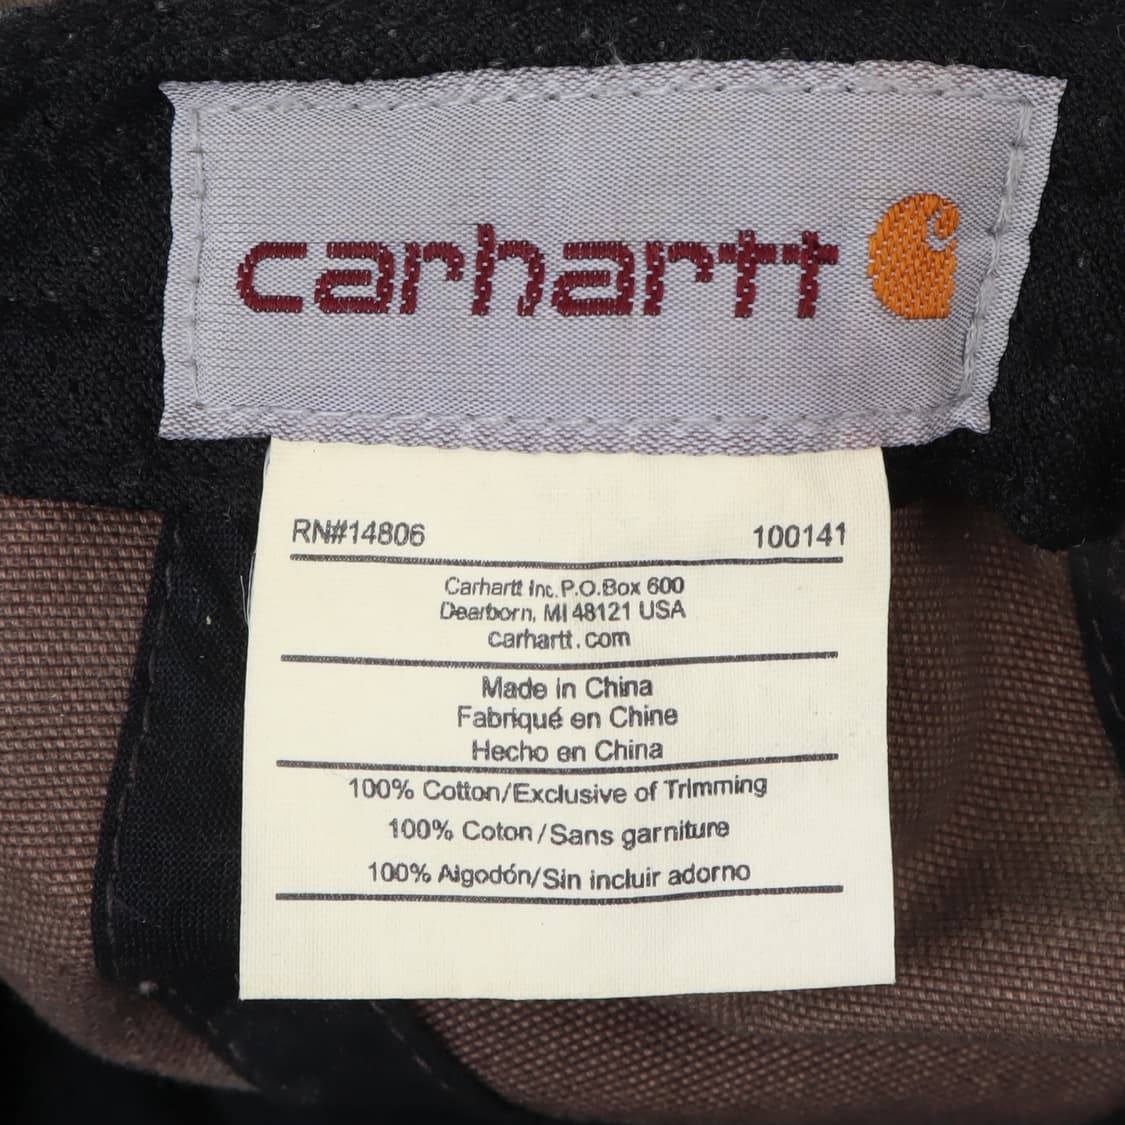 carhartt
RN#14806 100141
Carhartt Inc. P.O.Box 600
Dearborn, MI 48121 USA
carhartt.com
Made in China
Fabriqué en Chine
Hecho en China
100% Cotton/Exclusive of Trimming
100% Coton/Sans garniture
100% Algodón/Sin incluir adorno